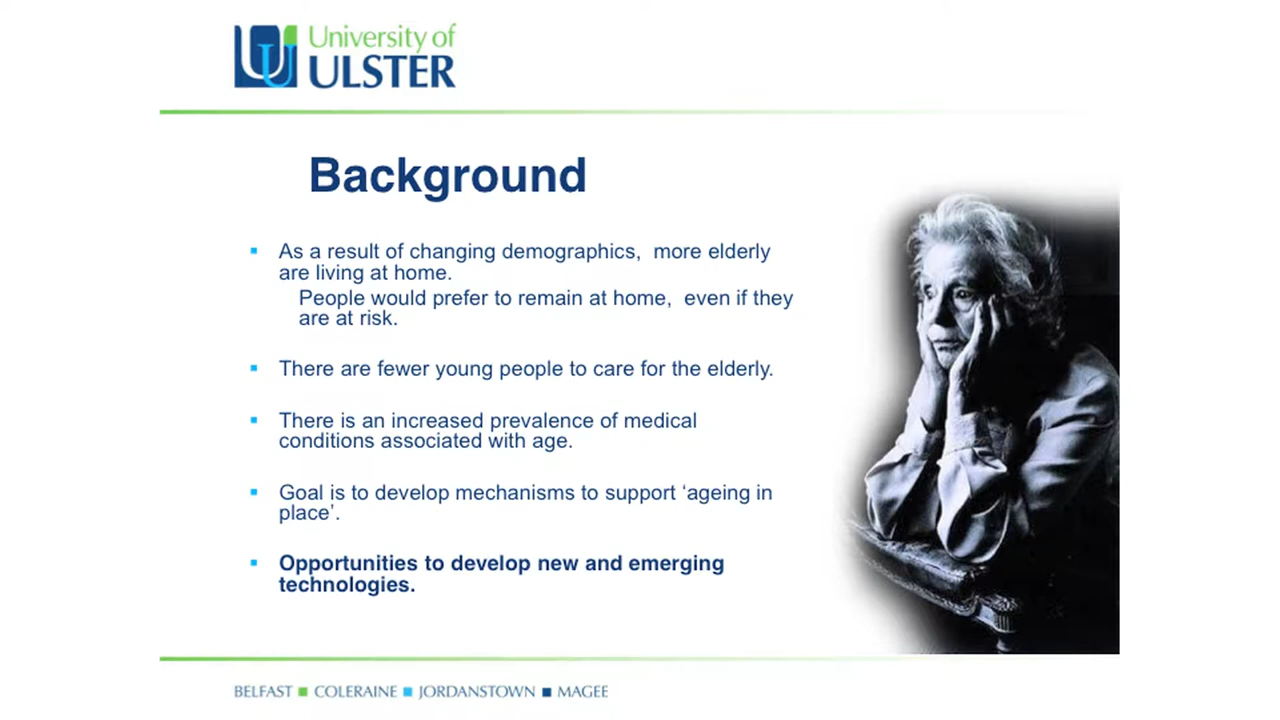 University of
ULSTER
Background
As a result of changing demographics, more elderly
are living at home.
People would prefer to remain at home, even if they
are at risk.
There are fewer young people to care for the elderly.
There is an increased prevalence of medical
conditions associated with age.
Goal is to develop mechanisms to support ‘ageing in
place’.
Opportunities to develop new and emerging
technologies.
BELFAST ■ COLERAINE ■ JORDANSTOWN ■ MAGEE